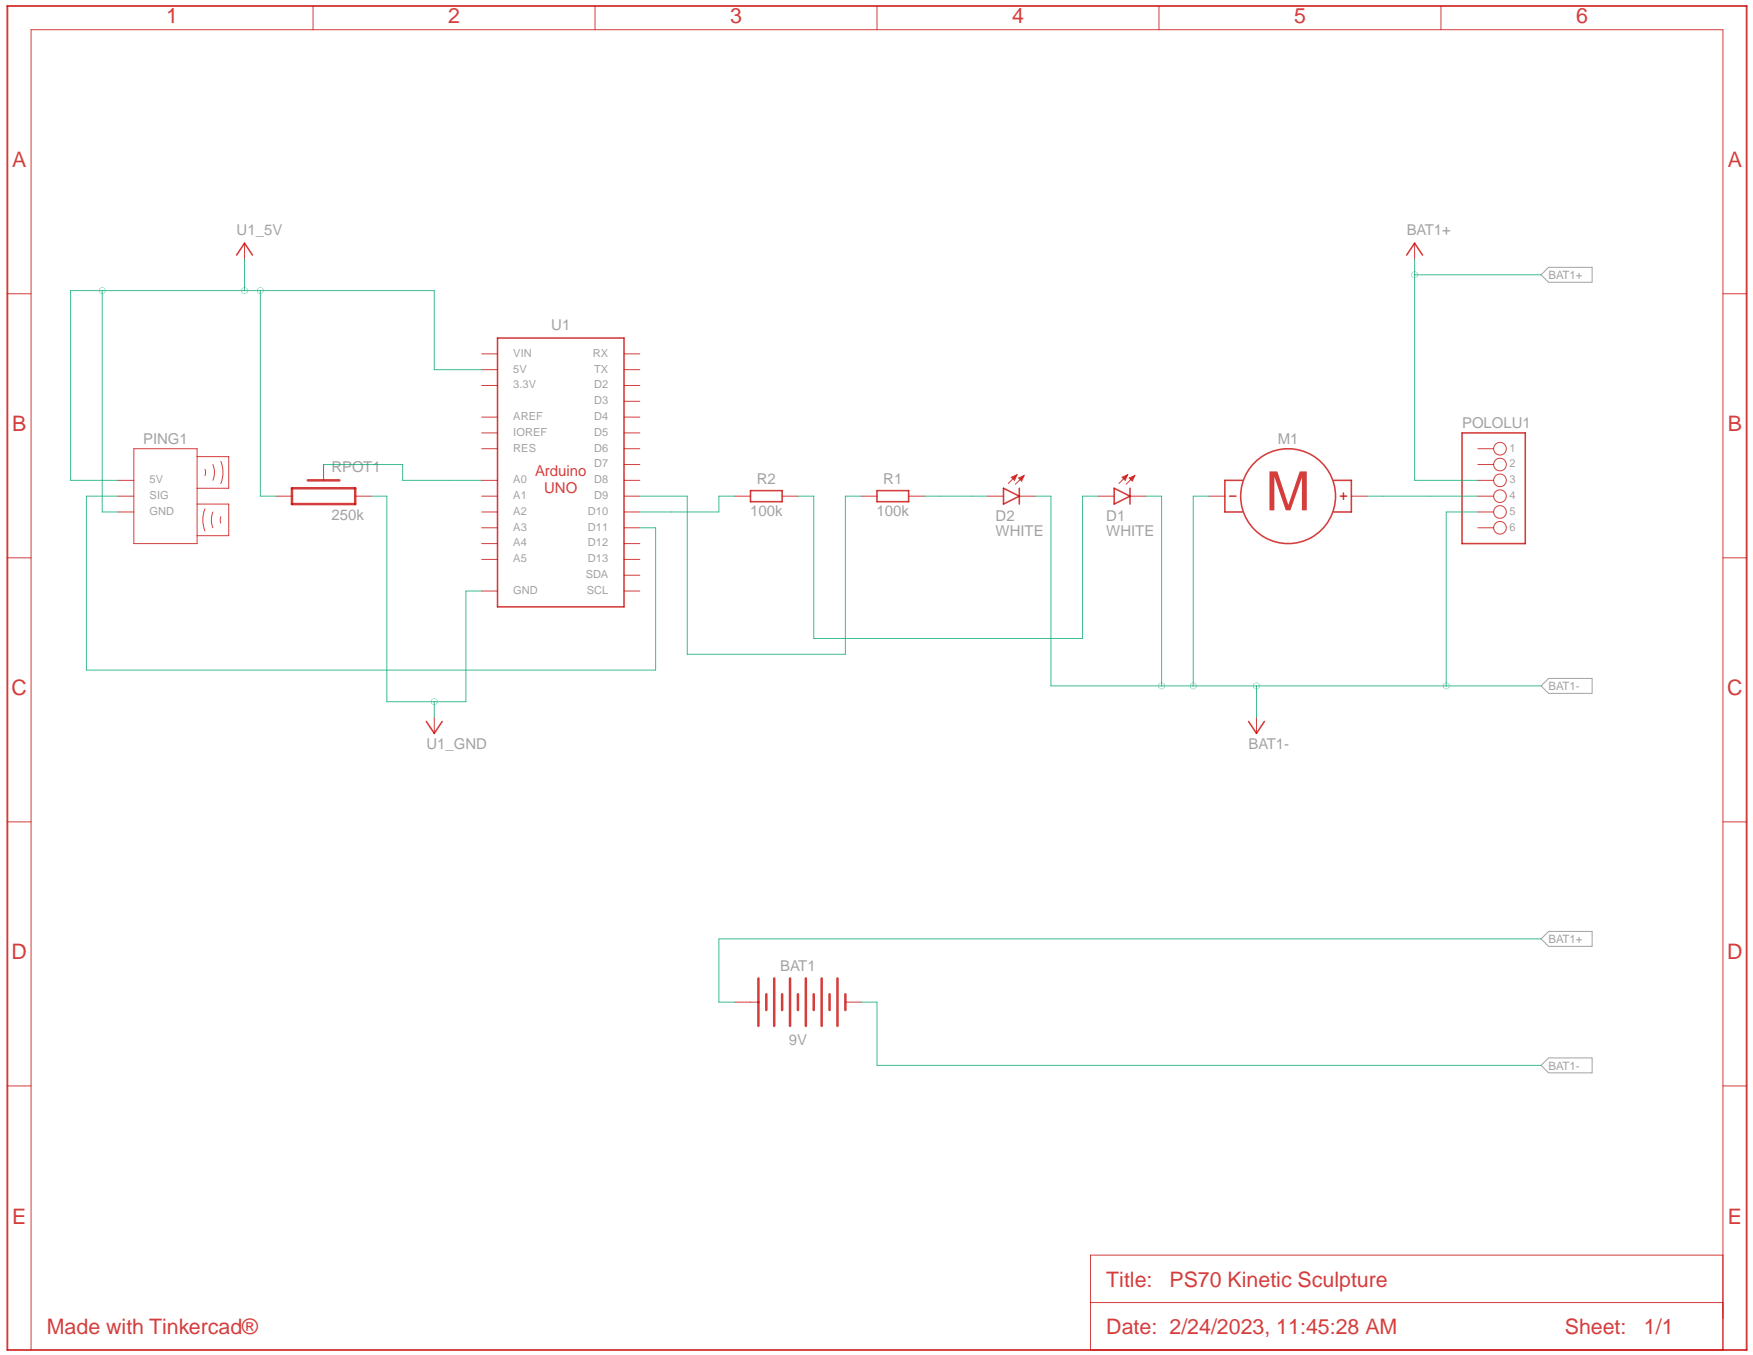 1 2 3 4 5 6
A A
U1_5V
BAT1+
BAT1+
U1
VIN RX
5V TX
3.3V D2
D3
AREF D4
IOREF D5
RES D6
D7
A0 D8
A1 D9
A2 D10
A3 D11
A4 D12
A5 D13
SDA
GND SCL
Arduino
UNO
B B
PING1
5V
SIG
GND
RPOT1
250k
R2
100k
R1
100k
D2
WHITE
D1
WHITE
M1
M
- +
POLOLU1
1
2
3
4
5
6
C C
BAT1-
U1_GND
BAT1-
D D
BAT1+
BAT1
9V
BAT1-
E E
Title: PS70 Kinetic Sculpture
Made with Tinkercad®
Date: 2/24/2023, 11:45:28 AM Sheet: 1/1